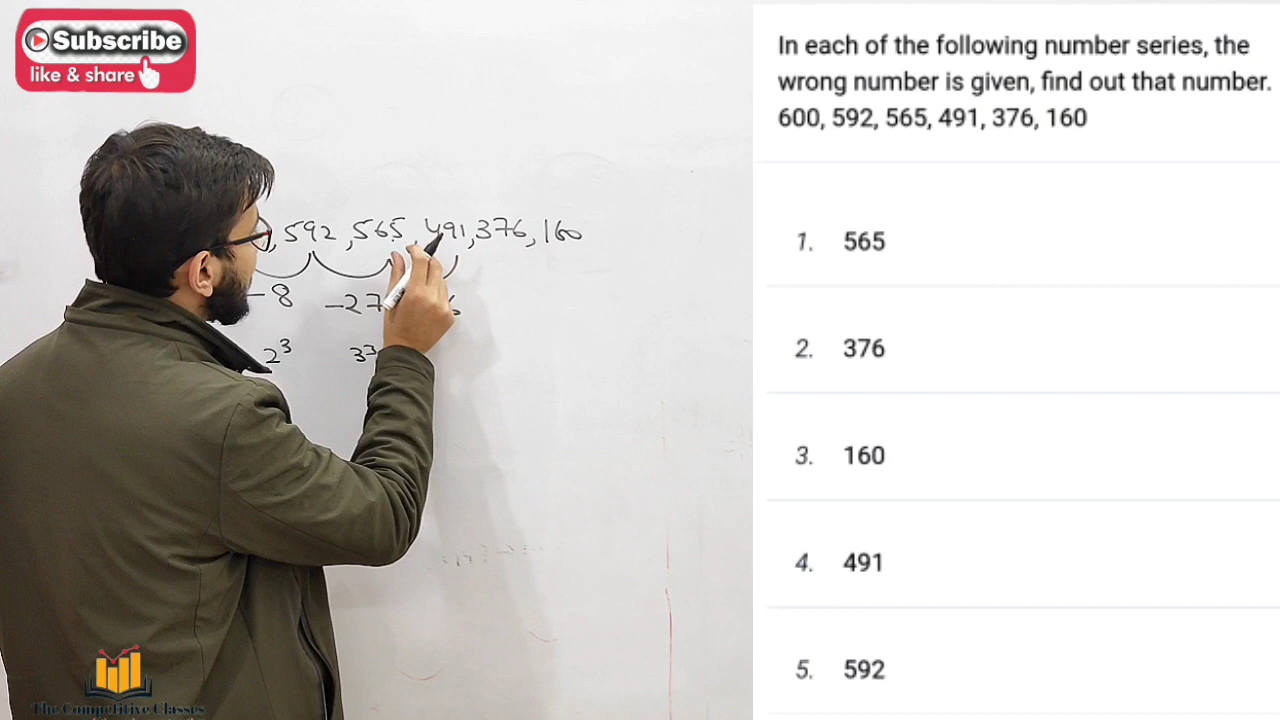 Subscribe
like & share
In each of the following number series, the
wrong number is given, find out that number.
600, 592, 565, 491, 376, 160
, 592, 565, 491, 376, 160
-8 -27
2³ 3³
1. 565
2. 376
3. 160
4. 491
5. 592
The Competitive Classes